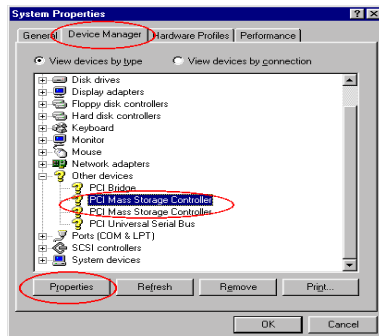 System Properties
General Device Manager Hardware Profiles Performance
View devices by type View devices by connection
Disk drives
Display adapters
Floppy disk controllers
Hard disk controllers
Keyboard
Monitor
Mouse
Network adapters
Other devices
PCI Bridge
PCI Mass Storage Controller
PCI Mass Storage Controller
PCI Universal Serial Bus
Ports (COM & LPT)
SCSI controllers
System devices
Properties Refresh Remove Print...
OK Cancel